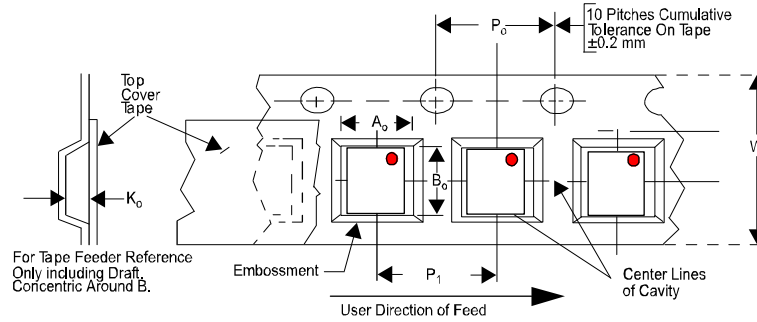 10 Pitches Cumulative
Tolerance On Tape
±0.2 mm
Po
Top
Cover
Tape
Ao
Bo
Ko
For Tape Feeder Reference
Only including Draft.
Concentric Around B.
Embossment
P1
Center Lines
of Cavity
User Direction of Feed